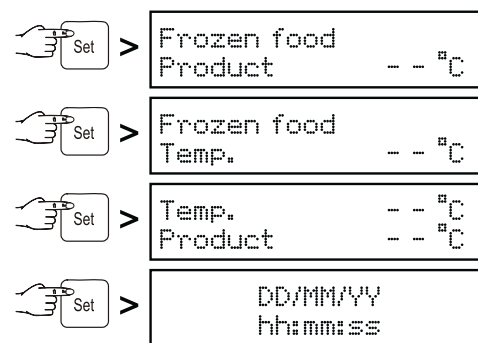 Set > Frozen food
Product - - °C
Set > Frozen food
Temp. - - °C
Set > Temp. - - °C
Product - - °C
Set > DD/MM/YY
hh:mm:ss